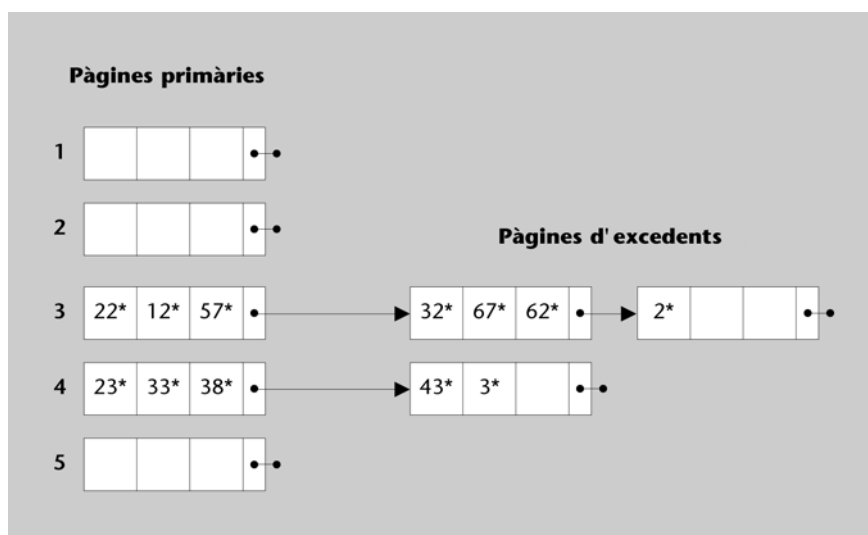 Pàgines primàries
1
2
Pàgines d'excedents
3 22* 12* 57* 32* 67* 62* 2*
4 23* 33* 38* 43* 3*
5